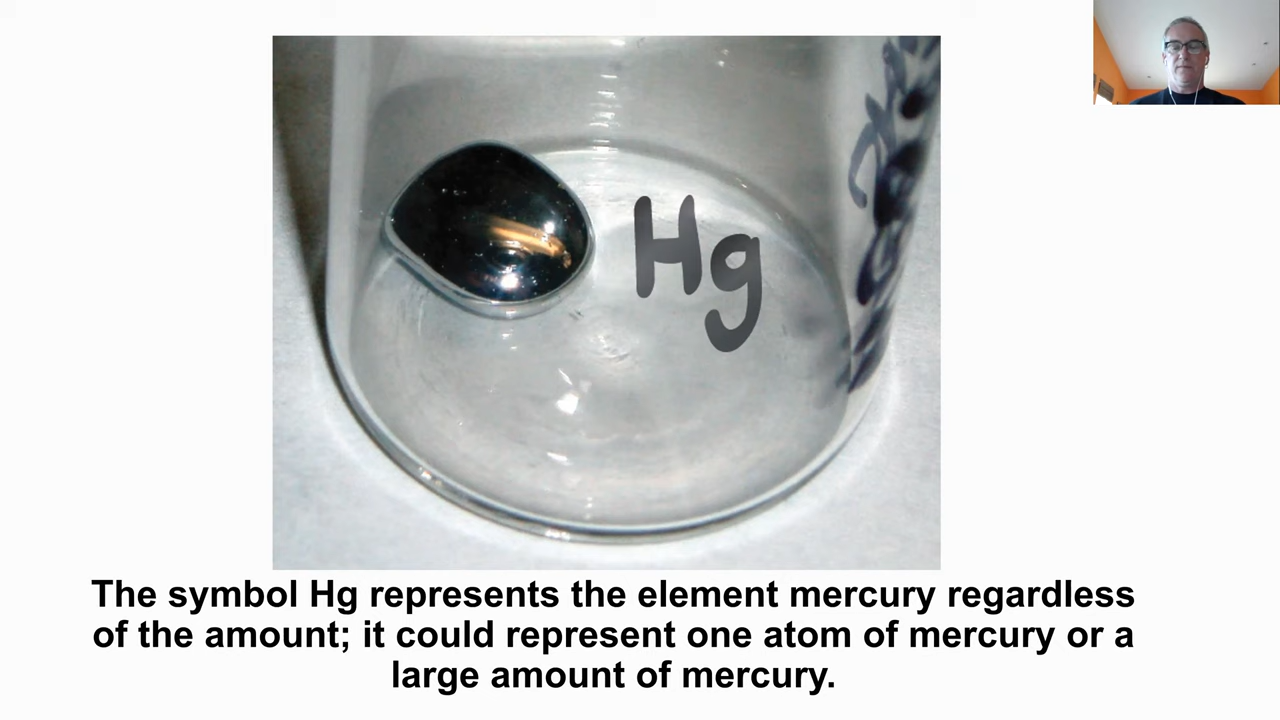 Hg
The symbol Hg represents the element mercury regardless
of the amount; it could represent one atom of mercury or a
large amount of mercury.